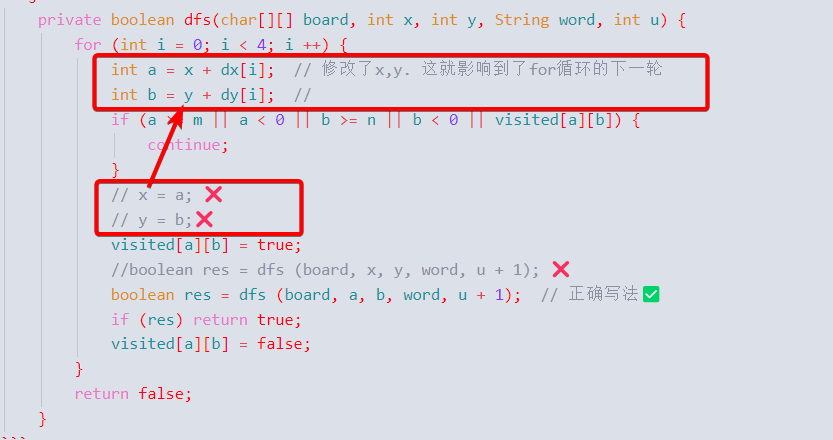 private boolean dfs(char[][] board, int x, int y, String word, int u) {
for (int i = 0; i < 4; i ++) {
int a = x + dx[i];  // 修改了x,y. 这就影响到了for循环的下一轮
int b = y + dy[i];  //
if (a >= m || a < 0 || b >= n || b < 0 || visited[a][b]) {
continue;
}
// x = a; ❌
// y = b;❌
visited[a][b] = true;
//boolean res = dfs (board, x, y, word, u + 1); ❌
boolean res = dfs (board, a, b, word, u + 1);  // 正确写法✅
if (res) return true;
visited[a][b] = false;
}
return false;
}